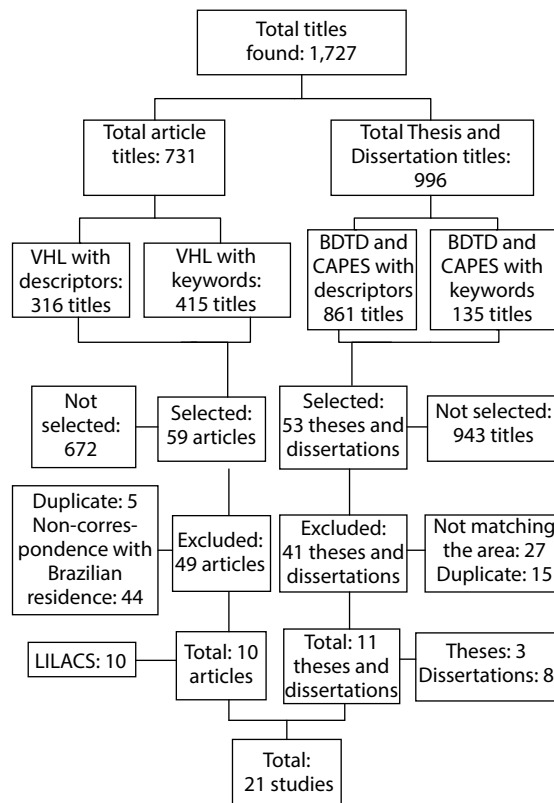 Total titles
found: 1,727
Total article
titles: 731
Total Thesis and
Dissertation titles:
996
VHL with
descriptors:
316 titles
VHL with
keywords:
415 titles
BDTD and
CAPES with
descriptors
861 titles
BDTD and
CAPES with
keywords
135 titles
Not
selected:
672
Selected:
59 articles
Selected:
53 theses and
dissertations
Not selected:
943 titles
Duplicate: 5
Non-corres-
pondence with
Brazilian
residence: 44
Excluded:
49 articles
Excluded:
41 theses and
dissertations
Not matching
the area: 27
Duplicate: 15
LILACS: 10
Total: 10
articles
Total: 11
theses and
dissertations
Theses: 3
Dissertations: 8
Total:
21 studies